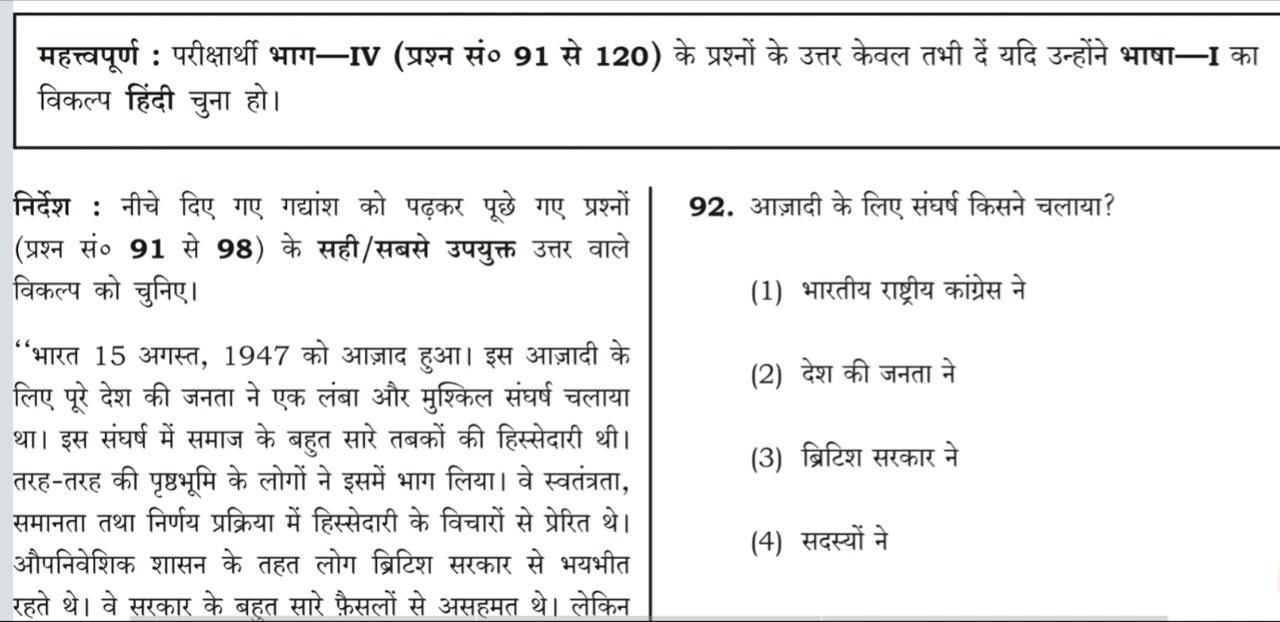 महत्त्वपूर्ण : परीक्षार्थी भाग—IV (प्रश्न सं० 91 से 120) के प्रश्नों के उत्तर केवल तभी दें यदि उन्होंने भाषा—I का
विकल्प हिंदी चुना हो।
निर्देश : नीचे दिए गए गद्यांश को पढ़कर पूछे गए प्रश्नों
(प्रश्न सं० 91 से 98) के सही/सबसे उपयुक्त उत्तर वाले
विकल्प को चुनिए।
“भारत 15 अगस्त, 1947 को आज़ाद हुआ। इस आज़ादी के
लिए पूरे देश की जनता ने एक लंबा और मुश्किल संघर्ष चलाया
था। इस संघर्ष में समाज के बहुत सारे तबकों की हिस्सेदारी थी।
तरह-तरह की पृष्ठभूमि के लोगों ने इसमें भाग लिया। वे स्वतंत्रता,
समानता तथा निर्णय प्रक्रिया में हिस्सेदारी के विचारों से प्रेरित थे।
औपनिवेशिक शासन के तहत लोग ब्रिटिश सरकार से भयभीत
रहते थे। वे सरकार के बहुत सारे फ़ैसलों से असहमत थे। लेकिन
92. आज़ादी के लिए संघर्ष किसने चलाया?
(1) भारतीय राष्ट्रीय कांग्रेस ने
(2) देश की जनता ने
(3) ब्रिटिश सरकार ने
(4) सदस्यों ने